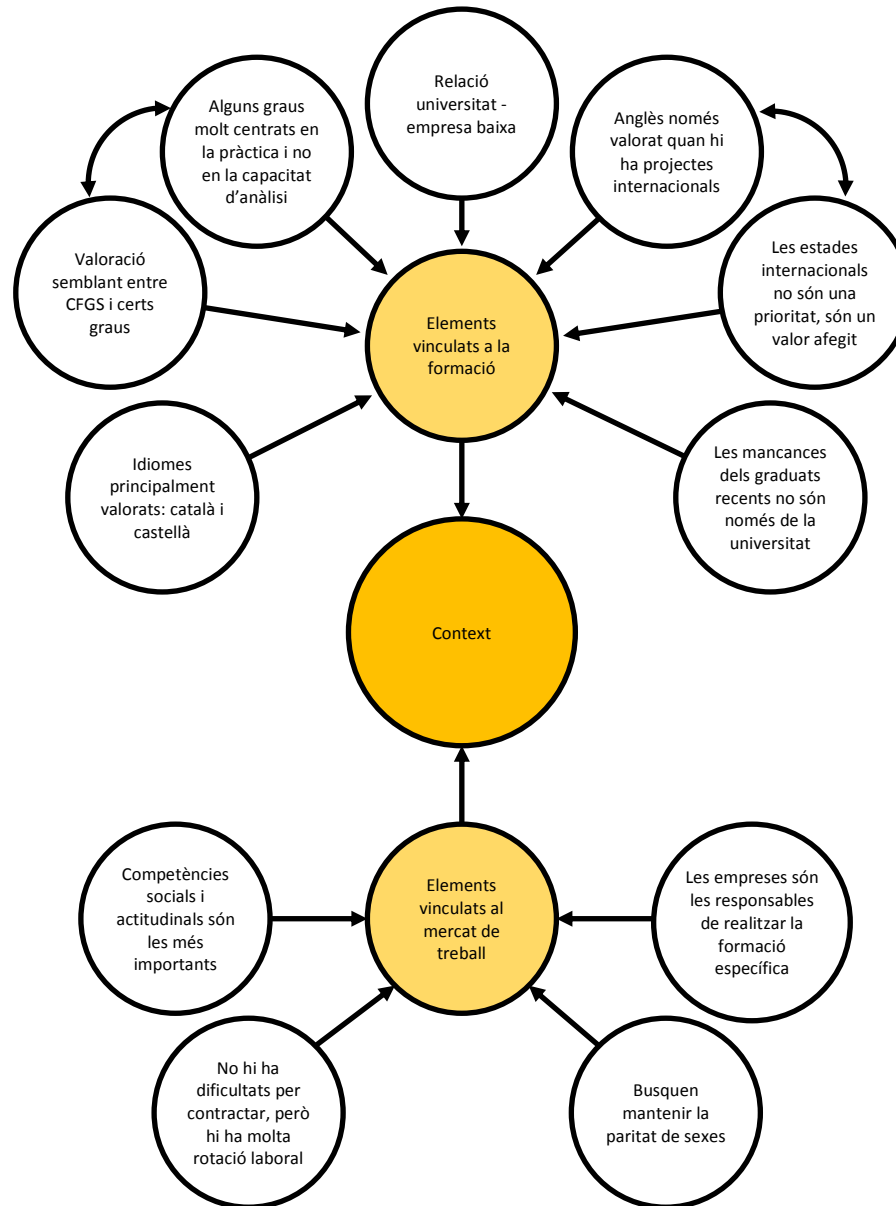 Relació
universitat -
empresa baixa
Alguns graus
molt centrats en
la pràctica i no
en la capacitat
d'anàlisi
Anglès només
valorat quan hi
ha projectes
internacionals
Valoració
semblant entre
CFGS i certs
graus
Les estades
internacionals
no són una
prioritat, són un
valor afegit
Elements
vinculats a la
formació
Idiomes
principalment
valorats: català i
castellà
Les mancances
dels graduats
recents no són
només de la
universitat
Context
Competències
socials i
actitudinals són
les més
importants
Elements
vinculats al
mercat de
treball
Les empreses són
les responsables
de realitzar la
formació
específica
No hi ha
dificultats per
contractar, però
hi ha molta
rotació laboral
Busquen
mantenir la
paritat de sexes